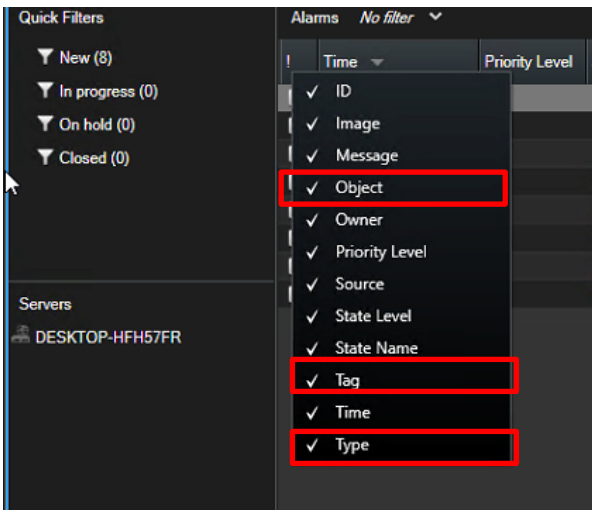 Quick Filters
New (8)
In progress (0)
On hold (0)
Closed (0)
Servers
DESKTOP-HFH57FR
Alarms No filter
! Time Priority Level
ID
Image
Message
Object
Owner
Priority Level
Source
State Level
State Name
Tag
Time
Type